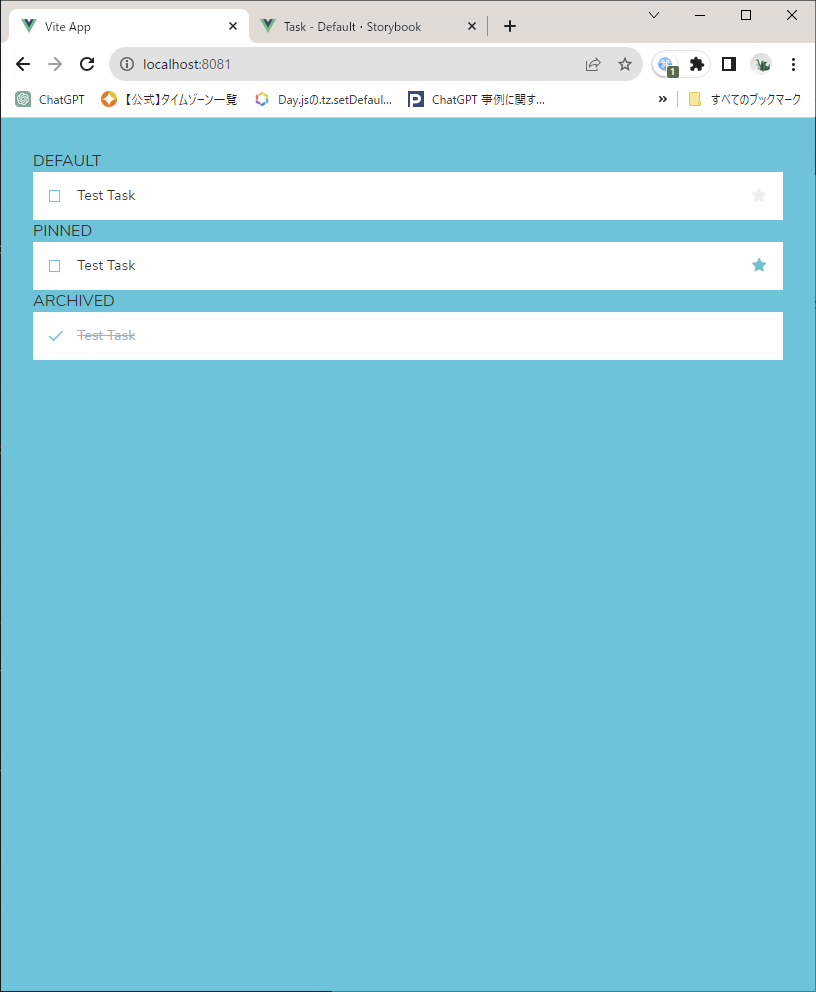 Vite App
Task - Default · Storybook
localhost:8081
1
ChatGPT
【公式】タイムゾーン一覧
Day.jsの.tz.setDefaul...
ChatGPT 事例に関す...
»
すべてのブックマーク
DEFAULT
Test Task
PINNED
Test Task
ARCHIVED
Test Task